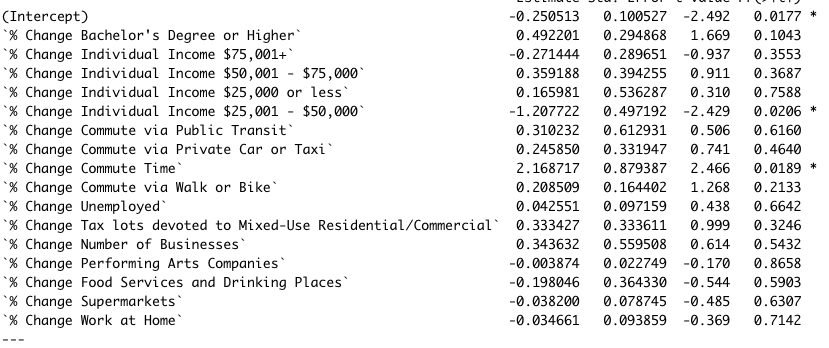 (Intercept) -0.250513 0.100527 -2.492 0.0177 *
`% Change Bachelor's Degree or Higher` 0.492201 0.294868 1.669 0.1043
`% Change Individual Income $75,001+` -0.271444 0.289651 -0.937 0.3553
`% Change Individual Income $50,001 - $75,000` 0.359188 0.394255 0.911 0.3687
`% Change Individual Income $25,000 or less` 0.165981 0.536287 0.310 0.7588
`% Change Individual Income $25,001 - $50,000` -1.207722 0.497192 -2.429 0.0206 *
`% Change Commute via Public Transit` 0.310232 0.612931 0.506 0.6160
`% Change Commute via Private Car or Taxi` 0.245850 0.331947 0.741 0.4640
`% Change Commute Time` 2.168717 0.879387 2.466 0.0189 *
`% Change Commute via Walk or Bike` 0.208509 0.164402 1.268 0.2133
`% Change Unemployed` 0.042551 0.097159 0.438 0.6642
`% Change Tax lots devoted to Mixed-Use Residential/Commercial` 0.333427 0.333611 0.999 0.3246
`% Change Number of Businesses` 0.343632 0.559508 0.614 0.5432
`% Change Performing Arts Companies` -0.003874 0.022749 -0.170 0.8658
`% Change Food Services and Drinking Places` -0.198046 0.364330 -0.544 0.5903
`% Change Supermarkets` -0.038200 0.078745 -0.485 0.6307
`% Change Work at Home` -0.034661 0.093859 -0.369 0.7142
---